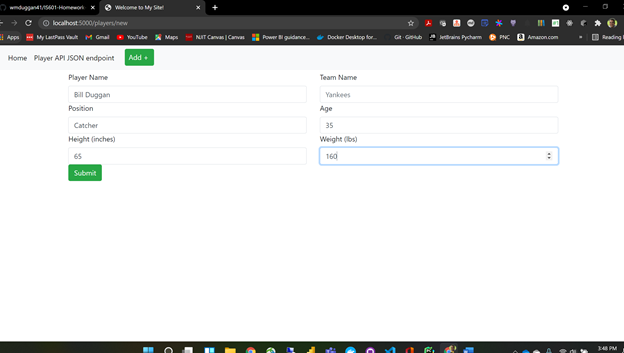 wmduggan41/IS601-Homework
Welcome to My Site!
localhost:5000/players/new
Apps
My LastPass Vault
Gmail
YouTube
Maps
NJIT Canvas | Canvas
Power BI guidance...
Docker Desktop for...
Git · GitHub
JetBrains Pycharm
PNC
Amazon.com
»
Reading
Home
Player API JSON endpoint
Add +
Player Name
Team Name
Bill Duggan
Yankees
Position
Age
Catcher
35
Height (inches)
Weight (lbs)
65
160
Submit
3:48 PM